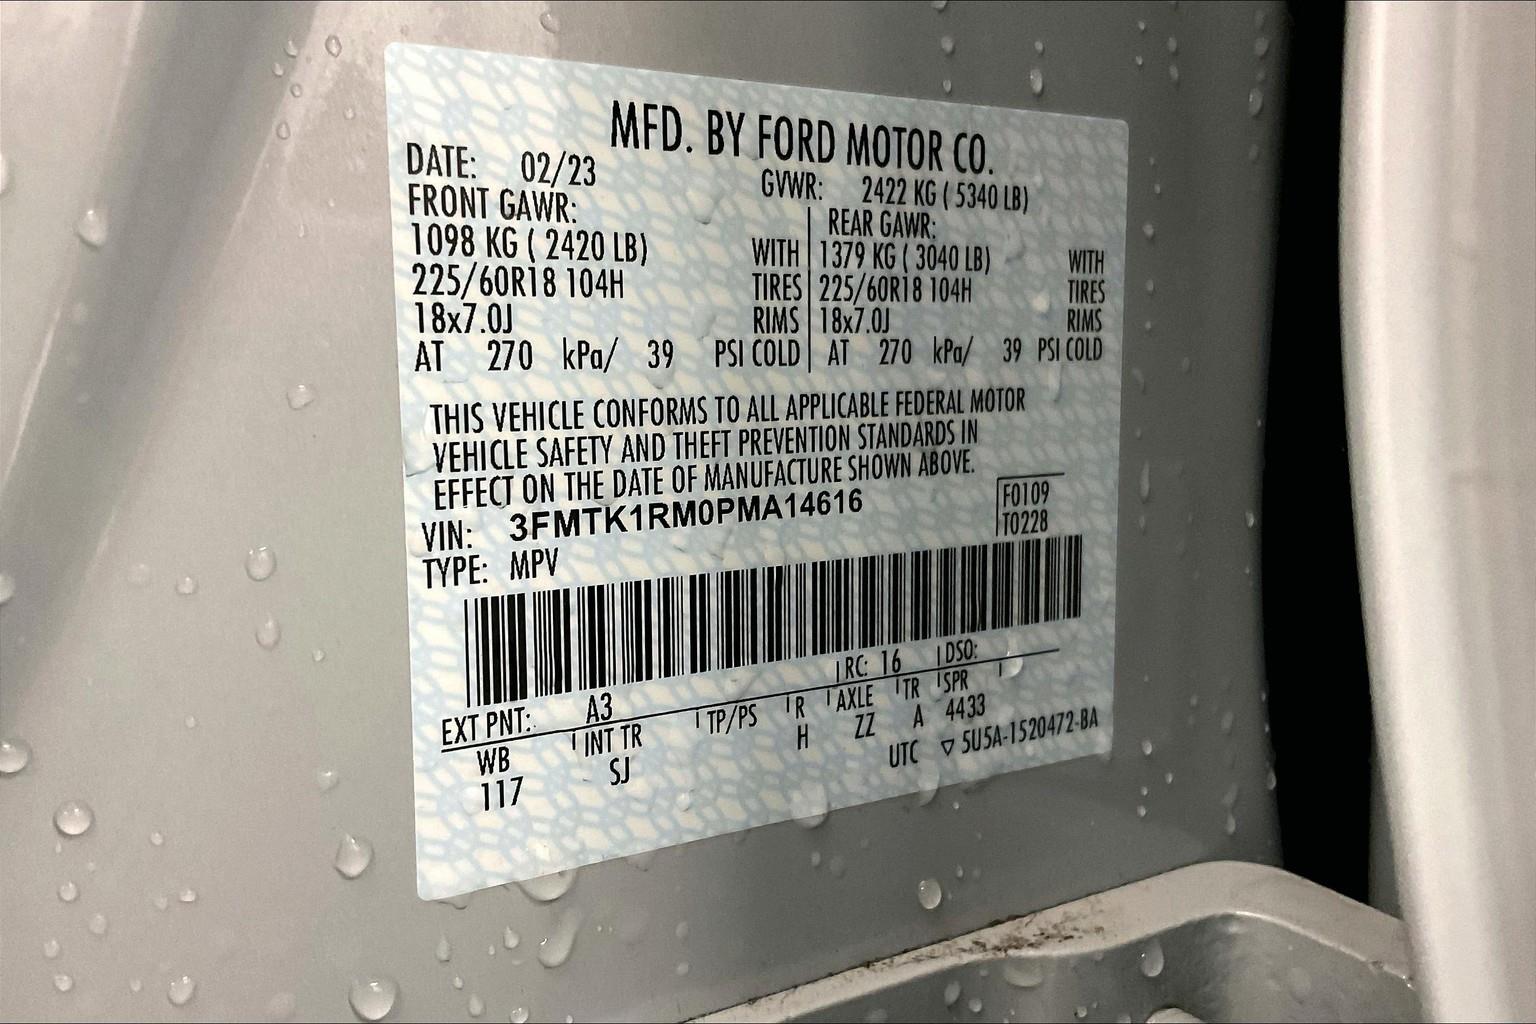 MFD. BY FORD MOTOR CO.
DATE: 02/23 GVWR: 2422 KG ( 5340 LB)
FRONT GAWR: REAR GAWR:
1098 KG ( 2420 LB) WITH 1379 KG ( 3040 LB) WITH
225/60R18 104H TIRES 225/60R18 104H TIRES
18x7.0J RIMS 18x7.0J RIMS
AT 270 kPa/ 39 PSI COLD AT 270 kPa/ 39 PSI COLD
THIS VEHICLE CONFORMS TO ALL APPLICABLE FEDERAL MOTOR
VEHICLE SAFETY AND THEFT PREVENTION STANDARDS IN
EFFECT ON THE DATE OF MANUFACTURE SHOWN ABOVE.
VIN: 3FMTK1RM0PMA14616 F0109
TYPE: MPV T0228
EXT PNT: A3 RC: 16 DSO:
WB INT TR TP/PS R AXLE TR SPR
117 SJ H ZZ A 4433
UTC ▽ 5U5A-1520472-BA